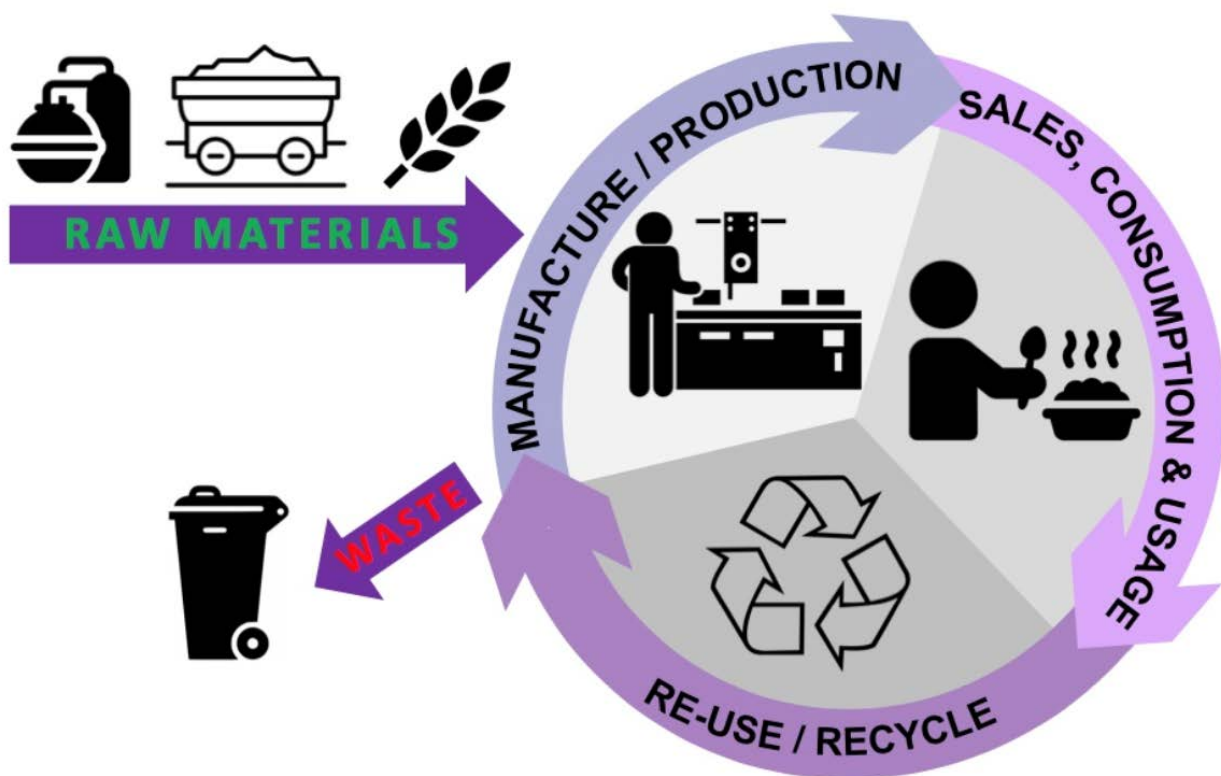 RAW MATERIALS
MANUFACTURE / PRODUCTION
SALES, CONSUMPTION & USAGE
RE-USE / RECYCLE
WASTE